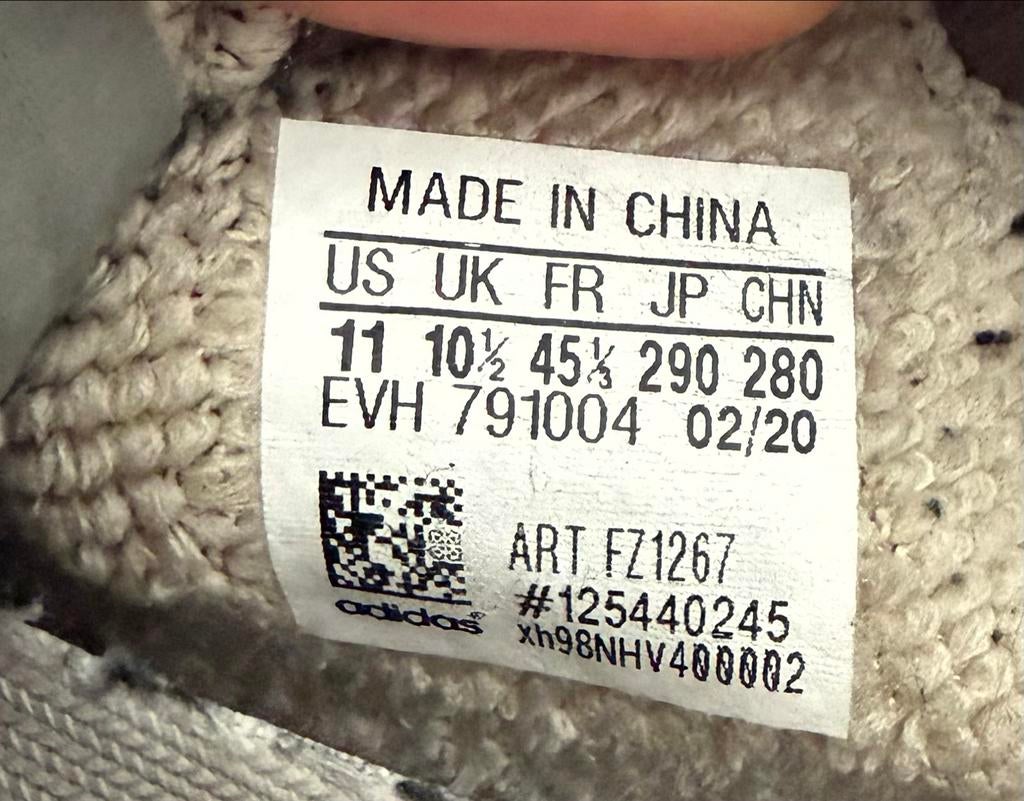 MADE IN CHINA
US UK FR JP CHN
11 10½ 45⅓ 290 280
EVH 791004 02/20
ART FZ1267
#125440245
adidas
xh98NHV400002